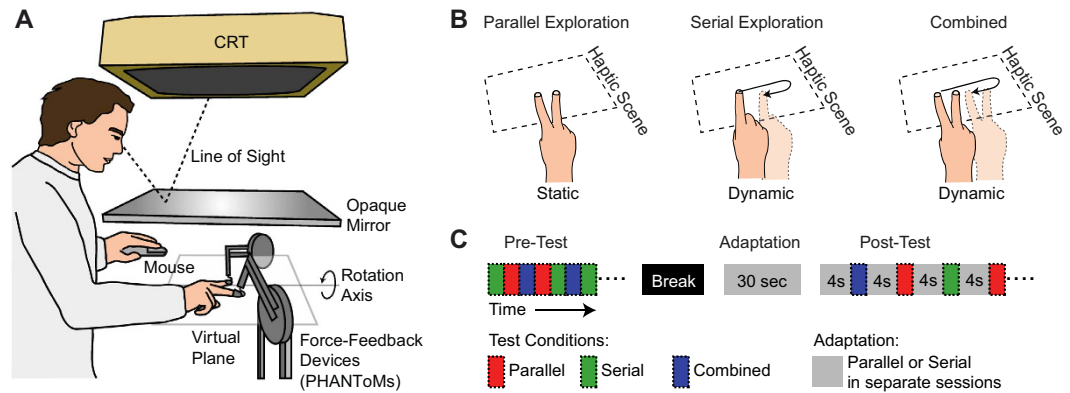 A
CRT
Line of Sight
Opaque
Mirror
Mouse
Rotation
Axis
Virtual
Plane
Force-Feedback
Devices
(PHANToMs)
B
Parallel Exploration
Serial Exploration
Combined
Haptic Scene
Haptic Scene
Haptic Scene
Static
Dynamic
Dynamic
C
Pre-Test
Adaptation
Post-Test
Break
30 sec
4s
4s
4s
4s
Time
Test Conditions:
Parallel
Serial
Combined
Adaptation:
Parallel or Serial
in separate sessions